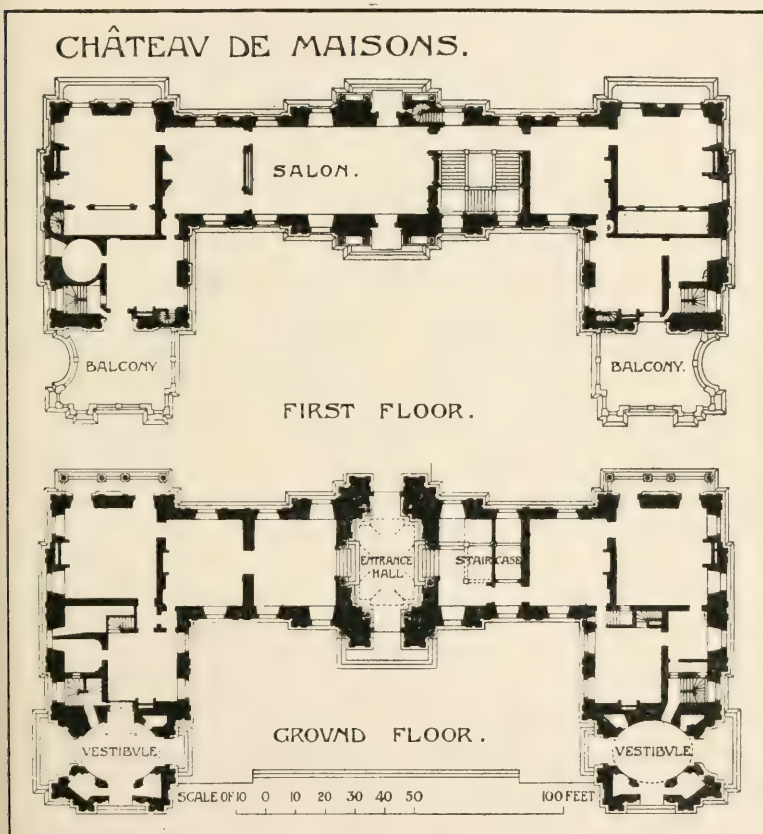 CHÂTEAV DE MAISONS.
SALON.
BALCONY
BALCONY.
FIRST FLOOR.
ENTRANCE
HALL
STAIRCASE
GROVND FLOOR.
VESTIBVLE
VESTIBVLE
SCALE OF 10 0 10 20 30 40 50 100 FEET